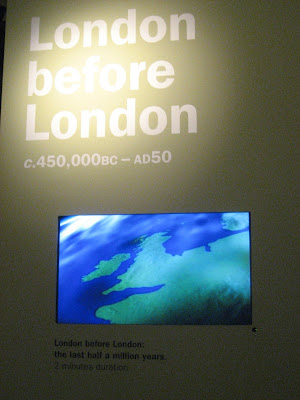 London
before
London
c.450,000BC – AD50
London before London:
the last half a million years.
2 minutes duration